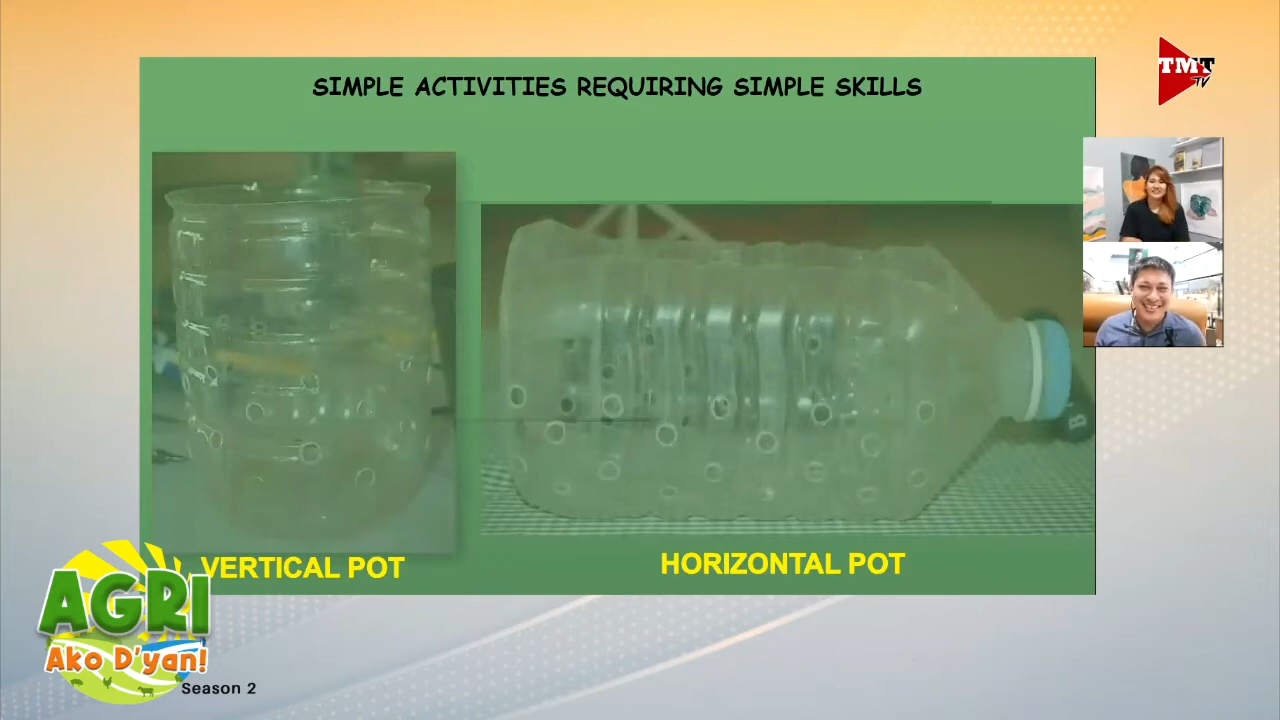 SIMPLE ACTIVITIES REQUIRING SIMPLE SKILLS
TMT
TV
VERTICAL POT
HORIZONTAL POT
AGRI
Ako D'yan!
Season 2